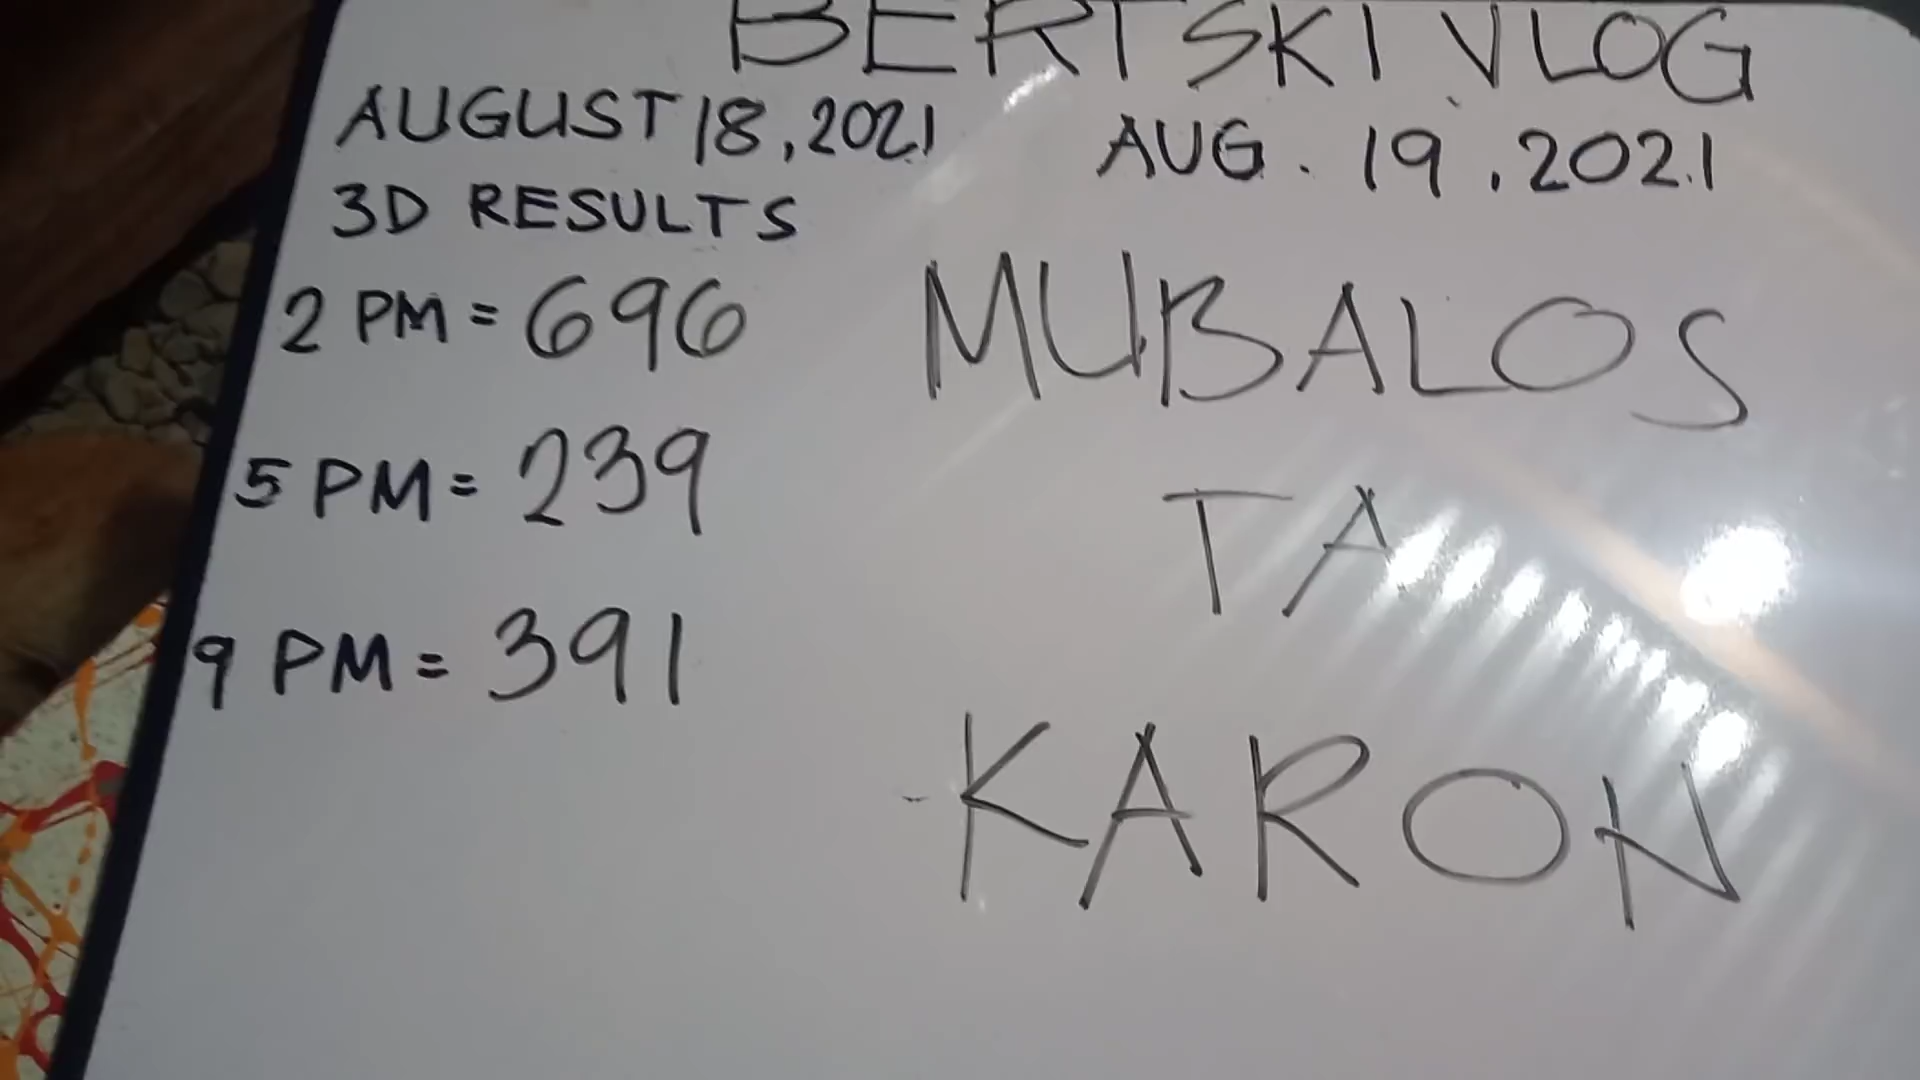 BERTSKI VLOG
AUGUST 18, 2021
3D RESULTS
2 PM = 696
5 PM = 239
9 PM = 391
AUG. 19, 2021
MUBALOS
TA
KARON